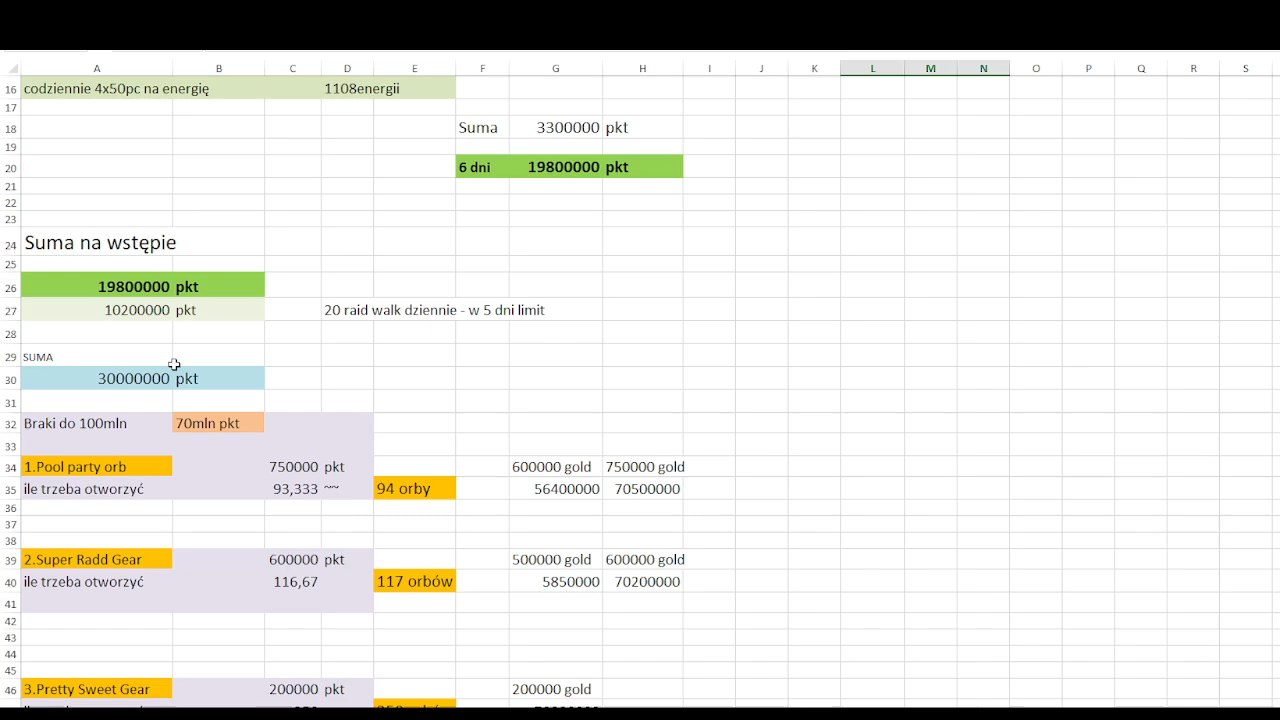 A B C D E F G H I J K L M N O P Q R S
16 codziennie 4x50pc na energię 1108energii
17
18 Suma 3300000 pkt
19
20 6 dni 19800000 pkt
21
22
23
24 Suma na wstępie
25
26 19800000 pkt
27 10200000 pkt 20 raid walk dziennie - w 5 dni limit
28
29 SUMA
30 30000000 pkt
31
32 Braki do 100mln 70mln pkt
33
34 1.Pool party orb 750000 pkt 600000 gold 750000 gold
35 ile trzeba otworzyć 93,333 ~~ 94 orby 56400000 70500000
36
37
38
39 2.Super Radd Gear 600000 pkt 500000 gold 600000 gold
40 ile trzeba otworzyć 116,67 117 orbów 5850000 70200000
41
42
43
44
45
46 3.Pretty Sweet Gear 200000 pkt 200000 gold